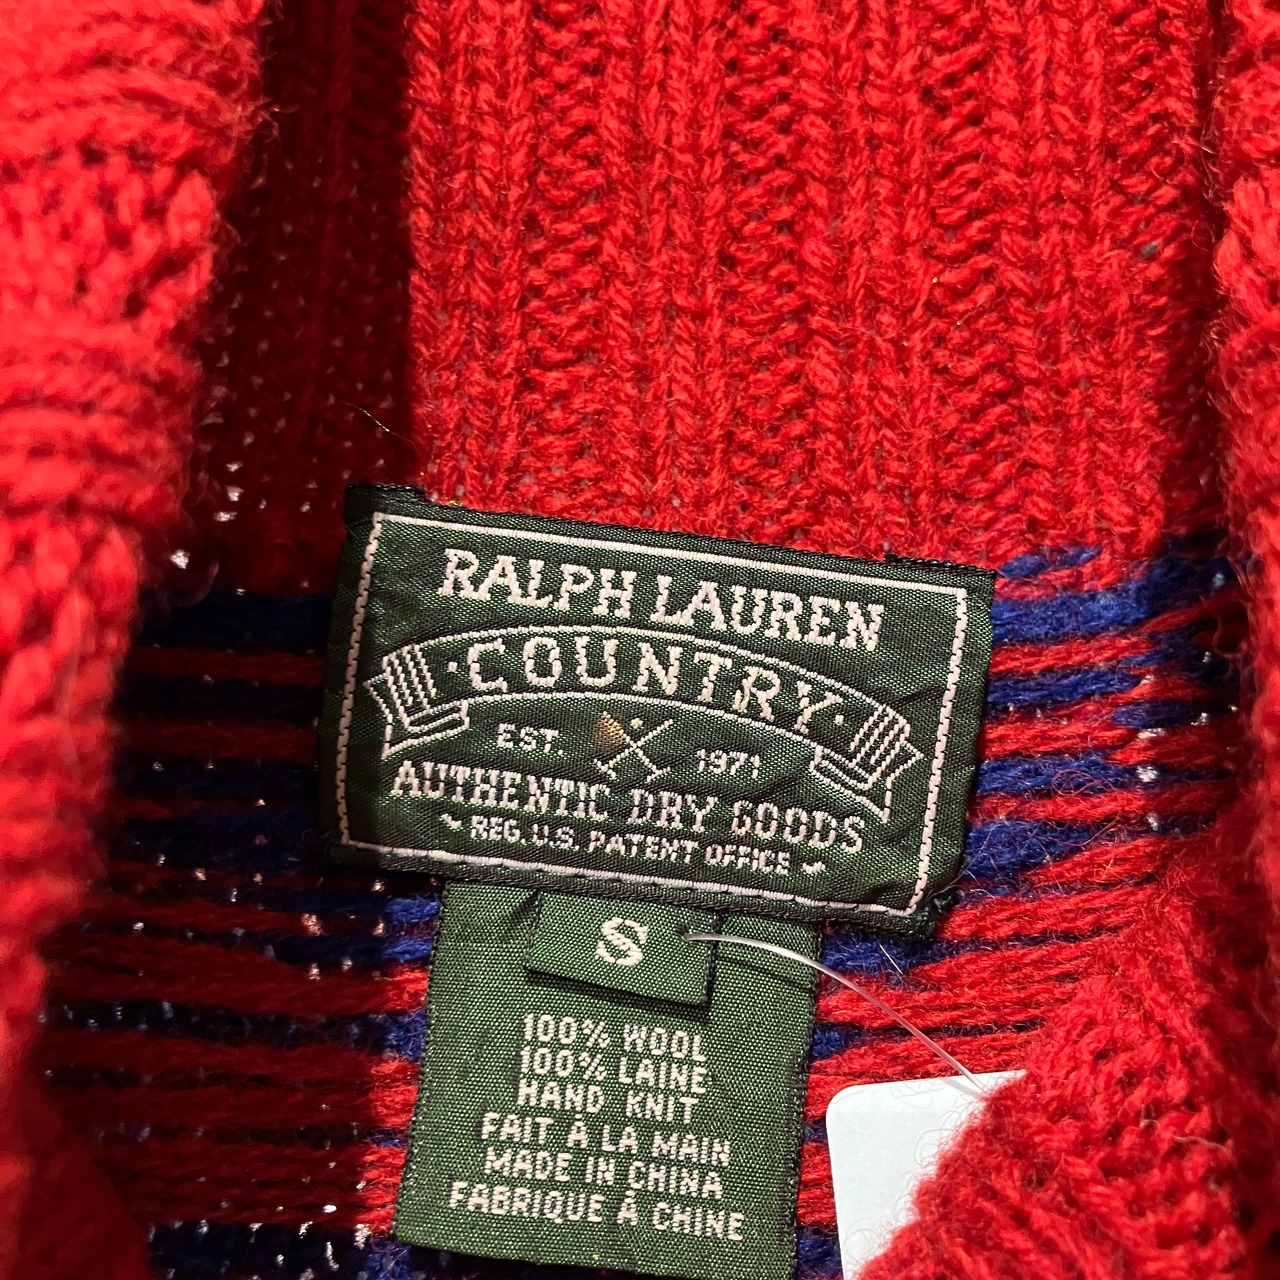 RALPH LAUREN
·COUNTRY·
EST. 1971
AUTHENTIC DRY GOODS
REG. U.S. PATENT OFFICE
S
100% WOOL
100% LAINE
HAND KNIT
FAIT À LA MAIN
MADE IN CHINA
FABRIQUE À CHINE